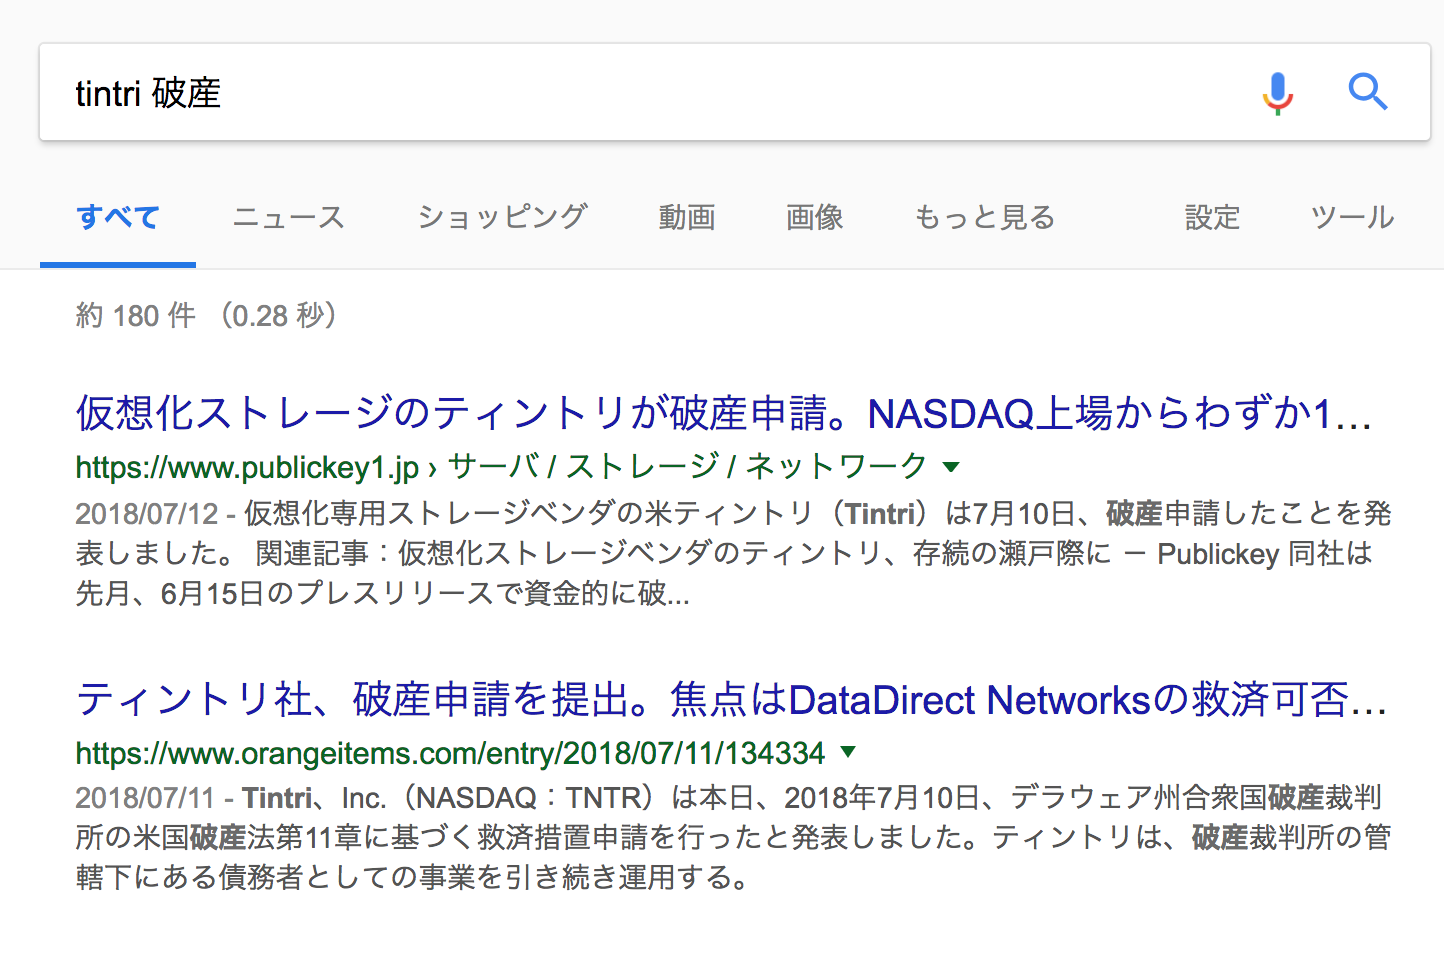 tintri 破産
すべて ニュース ショッピング 動画 画像 もっと見る 設定 ツール
約 180 件 （0.28 秒）
仮想化ストレージのティントリが破産申請。NASDAQ上場からわずか1...
https://www.publickey1.jp › サーバ / ストレージ / ネットワーク
2018/07/12 - 仮想化専用ストレージベンダの米ティントリ（Tintri）は7月10日、破産申請したことを発
表しました。 関連記事：仮想化ストレージベンダのティントリ、存続の瀬戸際に － Publickey 同社は
先月、6月15日のプレスリリースで資金的に破...
ティントリ社、破産申請を提出。焦点はDataDirect Networksの救済可否...
https://www.orangeitems.com/entry/2018/07/11/134334
2018/07/11 - Tintri、Inc.（NASDAQ：TNTR）は本日、2018年7月10日、デラウェア州合衆国破産裁判
所の米国破産法第11章に基づく救済措置申請を行ったと発表しました。ティントリは、破産裁判所の管
轄下にある債務者としての事業を引き続き運用する。